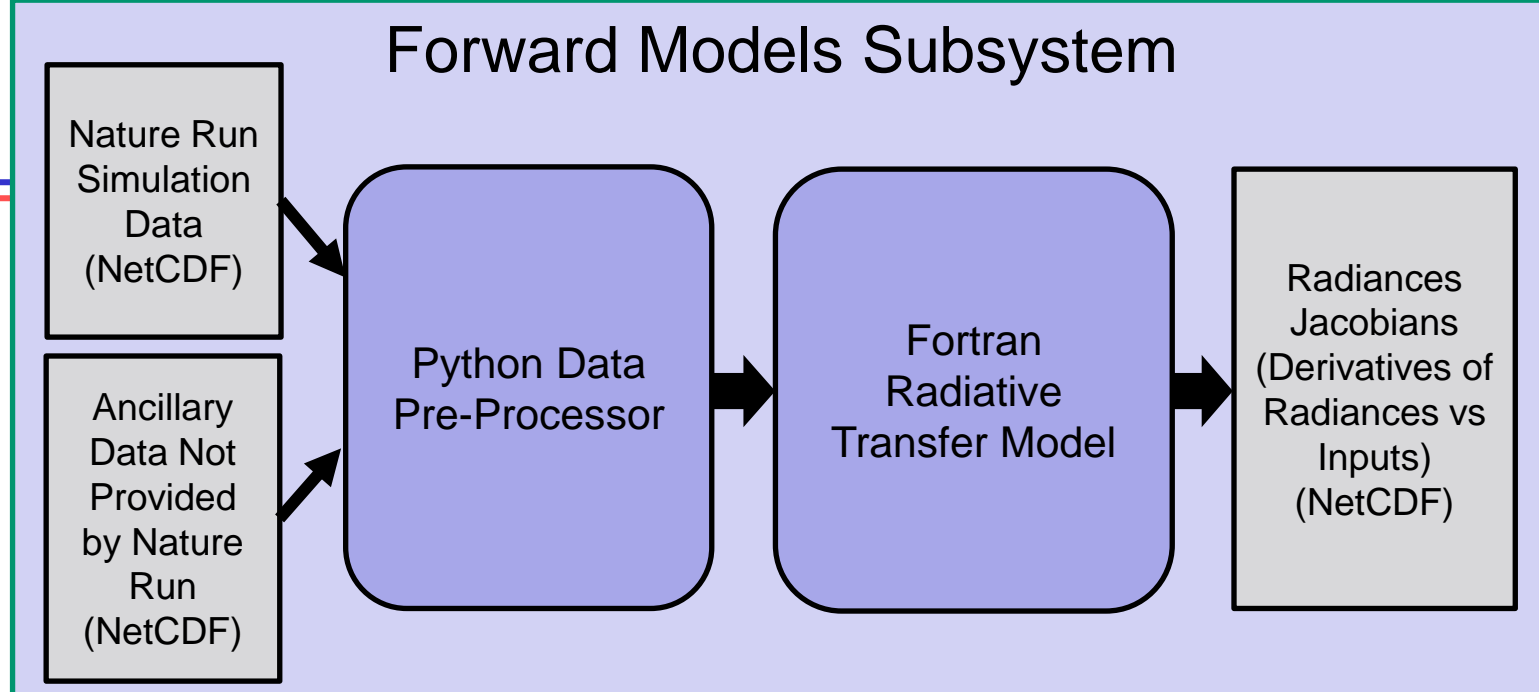 Forward Models Subsystem
Nature Run
Simulation
Data
(NetCDF)
Ancillary
Data Not
Provided
by Nature
Run
(NetCDF)
Python Data
Pre-Processor
Fortran
Radiative
Transfer Model
Radiances
Jacobians
(Derivatives of
Radiances vs
Inputs)
(NetCDF)